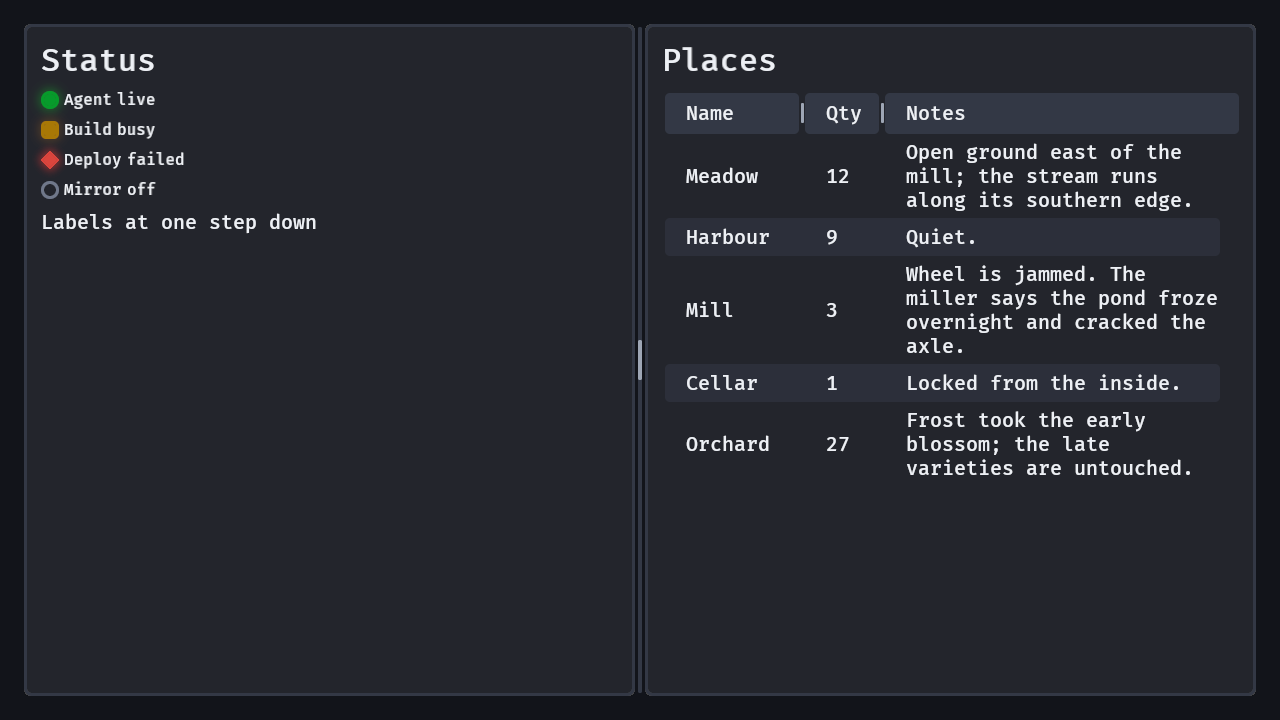 Status
Agent live
Build busy
Deploy failed
Mirror off
Labels at one step down
Places
Name Qty Notes
Meadow 12 Open ground east of the
mill; the stream runs
along its southern edge.
Harbour 9 Quiet.
Mill 3 Wheel is jammed. The
miller says the pond froze
overnight and cracked the
axle.
Cellar 1 Locked from the inside.
Orchard 27 Frost took the early
blossom; the late
varieties are untouched.